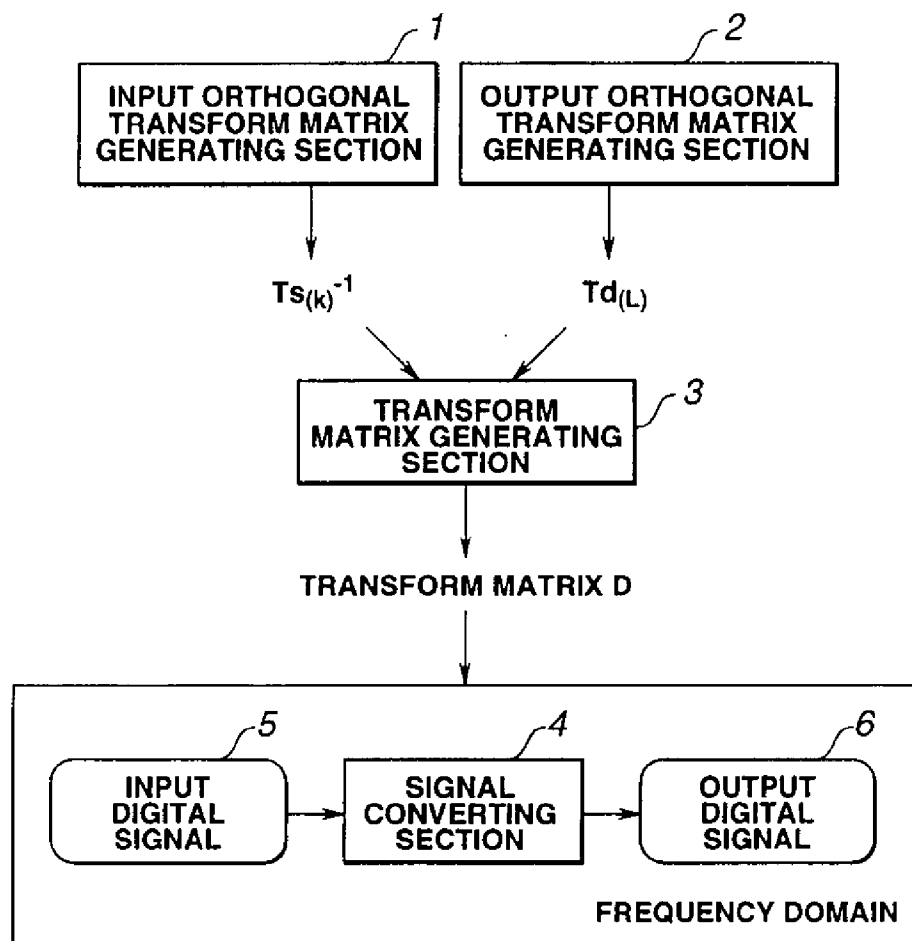 1
2
INPUT ORTHOGONAL
TRANSFORM MATRIX
GENERATING SECTION
OUTPUT ORTHOGONAL
TRANSFORM MATRIX
GENERATING SECTION
Ts(k)-1
Td(L)
3
TRANSFORM
MATRIX GENERATING
SECTION
TRANSFORM MATRIX D
5
4
6
INPUT
DIGITAL
SIGNAL
SIGNAL
CONVERTING
SECTION
OUTPUT
DIGITAL
SIGNAL
FREQUENCY DOMAIN